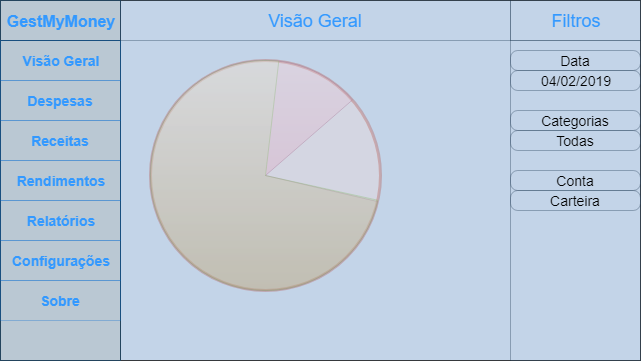 GestMyMoney
Visão Geral
Despesas
Receitas
Rendimentos
Relatórios
Configurações
Sobre
Visão Geral
Filtros
Data
04/02/2019
Categorias
Todas
Conta
Carteira